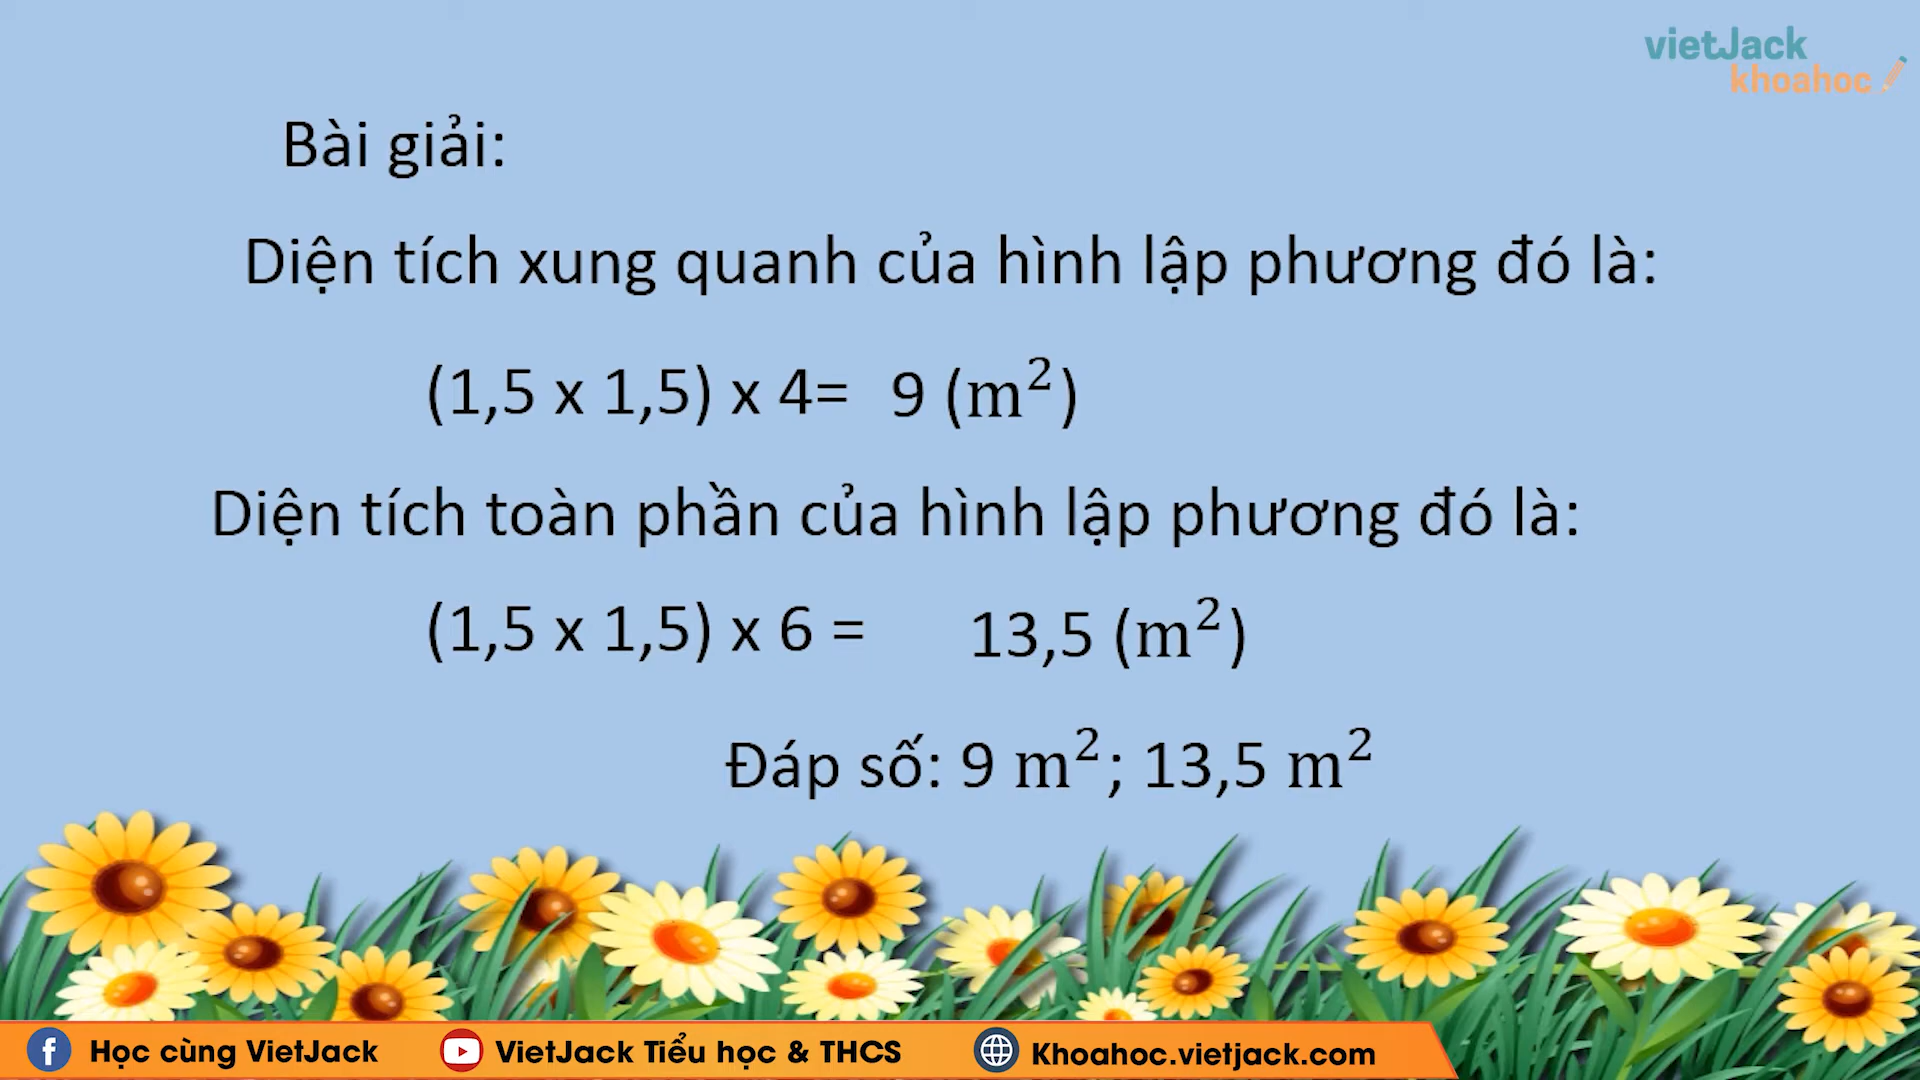 vietJack
khoahoc
Bài giải:
Diện tích xung quanh của hình lập phương đó là:
(1,5 x 1,5) x 4= 9 (m²)
Diện tích toàn phần của hình lập phương đó là:
(1,5 x 1,5) x 6 = 13,5 (m²)
Đáp số: 9 m²; 13,5 m²
Học cùng VietJack
VietJack Tiểu học & THCS
Khoahoc.vietjack.com